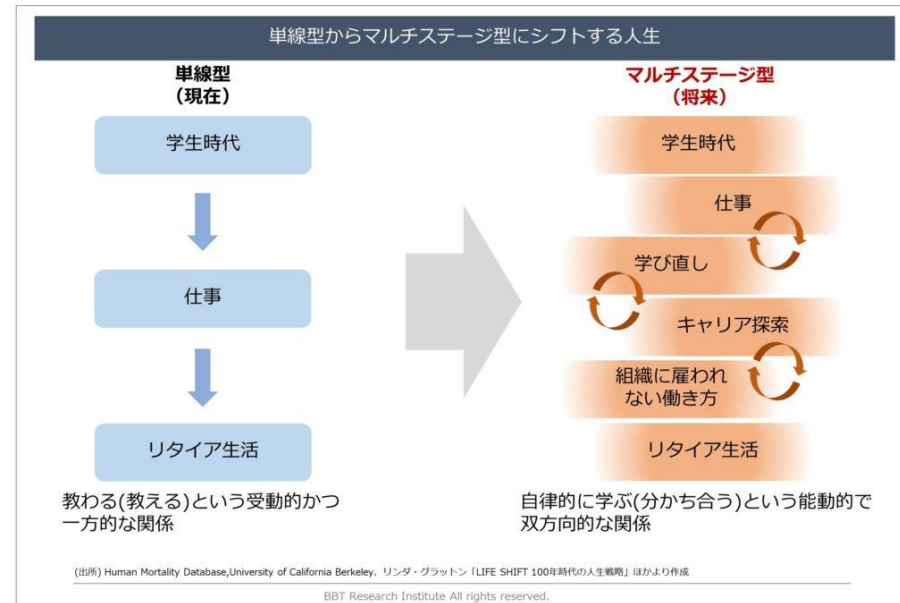 単線型からマルチステージ型にシフトする人生
単線型
(現在)
学生時代
仕事
リタイア生活
教わる(教える)という受動的かつ
一方的な関係
マルチステージ型
(将来)
学生時代
仕事
学び直し
キャリア探索
組織に雇われ
ない働き方
リタイア生活
自律的に学ぶ(分かち合う)という能動的で
双方向的な関係
(出所) Human Mortality Database,University of California Berkeley、リンダ・グラットン「LIFE SHIFT 100年時代の人生戦略」ほかより作成
BBT Research Institute All rights reserved.